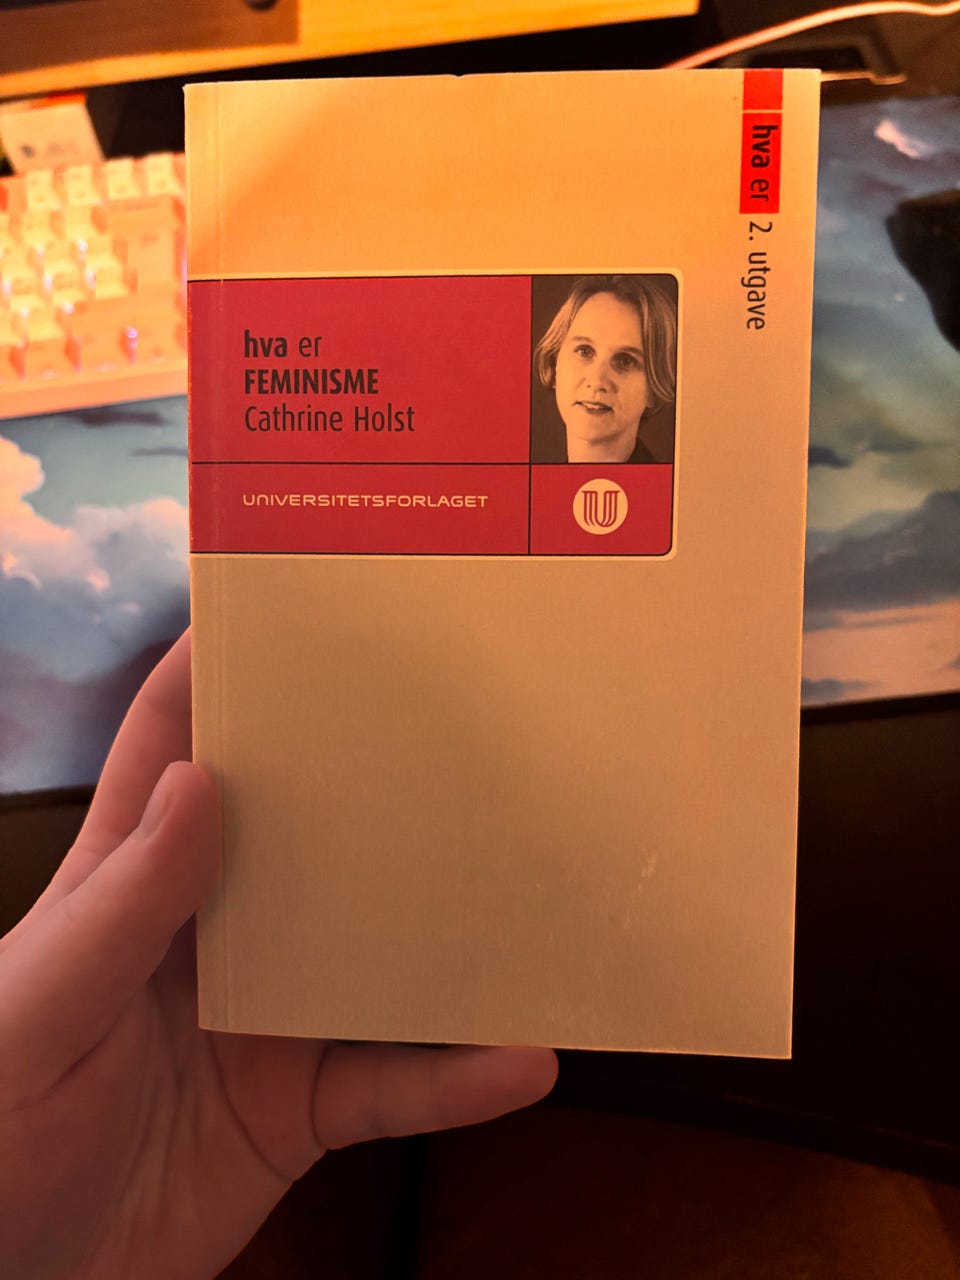 hva er 2. utgave
hva er
FEMINISME
Cathrine Holst
UNIVERSITETSFORLAGET
U